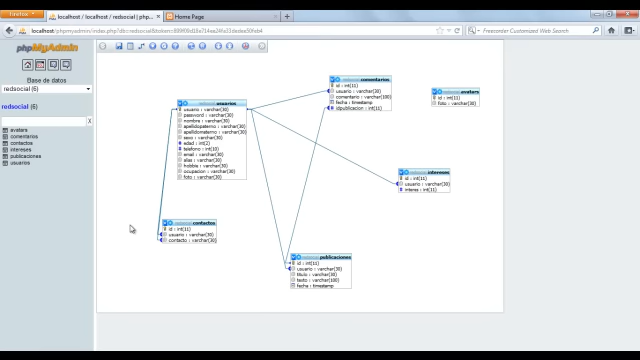 firefox
localhost / localhost / redsocial | php...
Home Page
localhost/phpmyadmin/index.php?db=redsocial&token=
Freecorder Customized Web Search
phpMyAdmin
Base de datos
redsocial (6)
redsocial (6)
X
avatars
comentarios
contactos
intereses
publicaciones
usuarios
usuarios
usuario : varchar(30)
password : varchar(30)
nombre : varchar(30)
apellidopaterno : varchar(30)
apellidomaterno : varchar(30)
sexo : varchar(30)
edad : int(2)
telefono : int(10)
email : varchar(30)
alias : varchar(30)
hobbie : varchar(30)
ocupasion : varchar(30)
foto : varchar(30)
comentarios
id : int(11)
usuario : varchar(30)
comentario : varchar(100)
fecha : timestamp
idpublicacion : int(11)
avatars
id : int(11)
foto : varchar(30)
intereses
id : int(11)
usuario : varchar(30)
interes : int(11)
contactos
id : int(11)
usuario : varchar(30)
contacto : varchar(30)
publicaciones
id : int(11)
usuario : varchar(30)
titulo : varchar(30)
texto : varchar(100)
fecha : timestamp